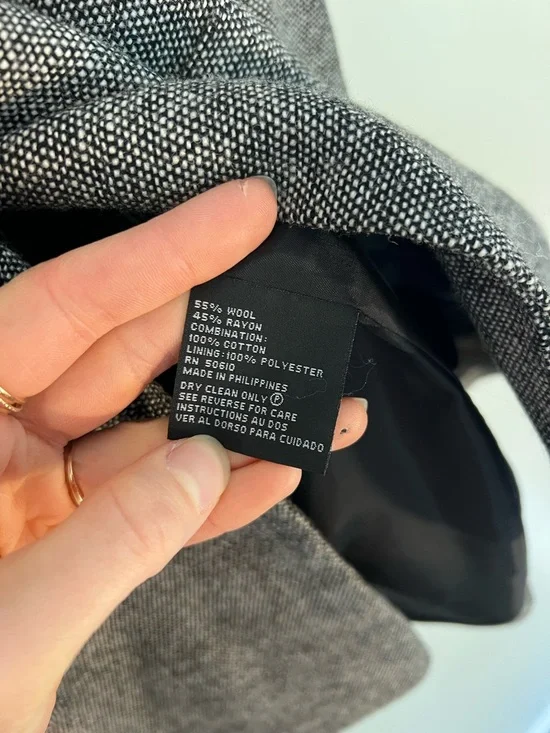 55% WOOL
45% RAYON
COMBINATION:
100% COTTON
LINING:100% POLYESTER
RN 50610
MADE IN PHILIPPINES
DRY CLEAN ONLY Ⓟ
SEE REVERSE FOR CARE
INSTRUCTIONS AU DOS
VER AL DORSO PARA CUIDADO